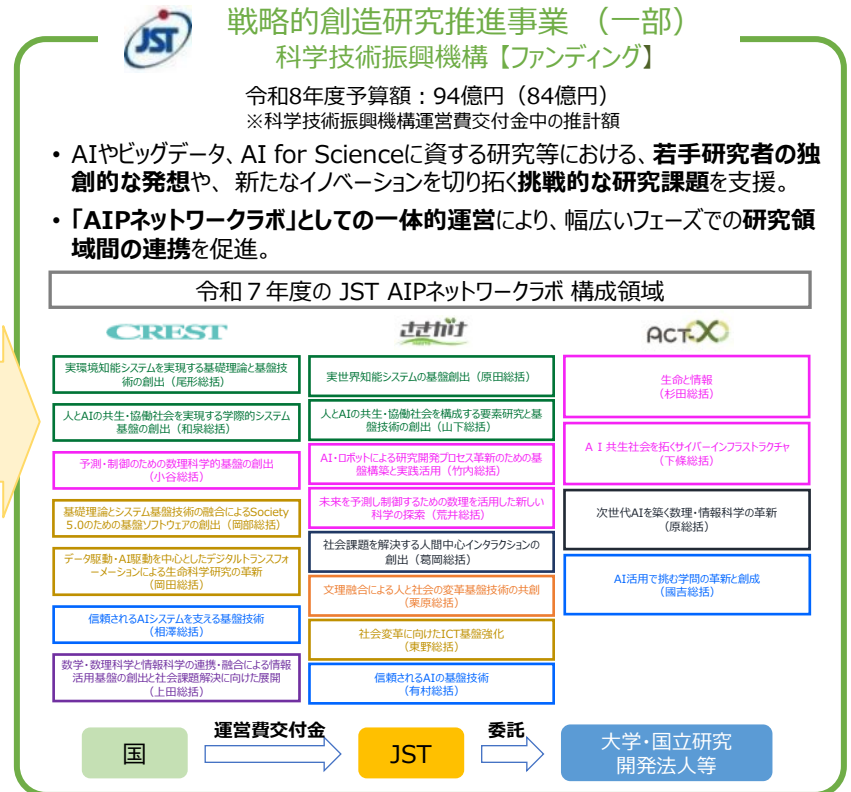 JST
戦略的創造研究推進事業 （一部）
科学技術振興機構【ファンディング】
令和8年度予算額：94億円（84億円）
※科学技術振興機構運営費交付金中の推計額
• AIやビッグデータ、AI for Scienceに資する研究等における、若手研究者の独
創的な発想や、新たなイノベーションを切り拓く挑戦的な研究課題を支援。
• 「AIPネットワークラボ」としての一体的運営により、幅広いフェーズでの研究領
域間の連携を促進。
令和７年度の JST AIPネットワークラボ 構成領域
CREST
実環境知能システムを実現する基礎理論と基盤技
術の創出（尾形総括）
人とAIの共生・協働社会を実現する学際的システム
基盤の創出（和泉総括）
予測・制御のための数理科学的基盤の創出
（小谷総括）
基礎理論とシステム基盤技術の融合によるSociety
5.0のための基盤ソフトウェアの創出（岡部総括）
データ駆動・AI駆動を中心としたデジタルトランスフォ
ーメーションによる生命科学研究の革新
（岡田総括）
信頼されるAIシステムを支える基盤技術
（相澤総括）
数学・数理科学と情報科学の連携・融合による情報
活用基盤の創出と社会課題解決に向けた展開
（上田総括）
さきがけ
実世界知能システムの基盤創出（原田総括）
人とAIの共生・協働社会を構成する要素研究と基
盤技術の創出（山下総括）
AI・ロボットによる研究開発プロセス革新のための基
盤構築と実践活用（竹内総括）
未来を予測し制御するための数理を活用した新しい
科学の探索（荒井総括）
社会課題を解決する人間中心インタラクションの
創出（葛岡総括）
文理融合による人と社会の変革基盤技術の共創
（栗原総括）
社会変革に向けたICT基盤強化
（東野総括）
信頼されるAIの基盤技術
（有村総括）
ACT-X
生命と情報
（杉田総括）
ＡＩ共生社会を拓くサイバーインフラストラクチャ
（下條総括）
次世代AIを築く数理・情報科学の革新
（原総括）
AI活用で挑む学問の革新と創成
（國吉総括）
国
運営費交付金
JST
委託
大学・国立研究
開発法人等